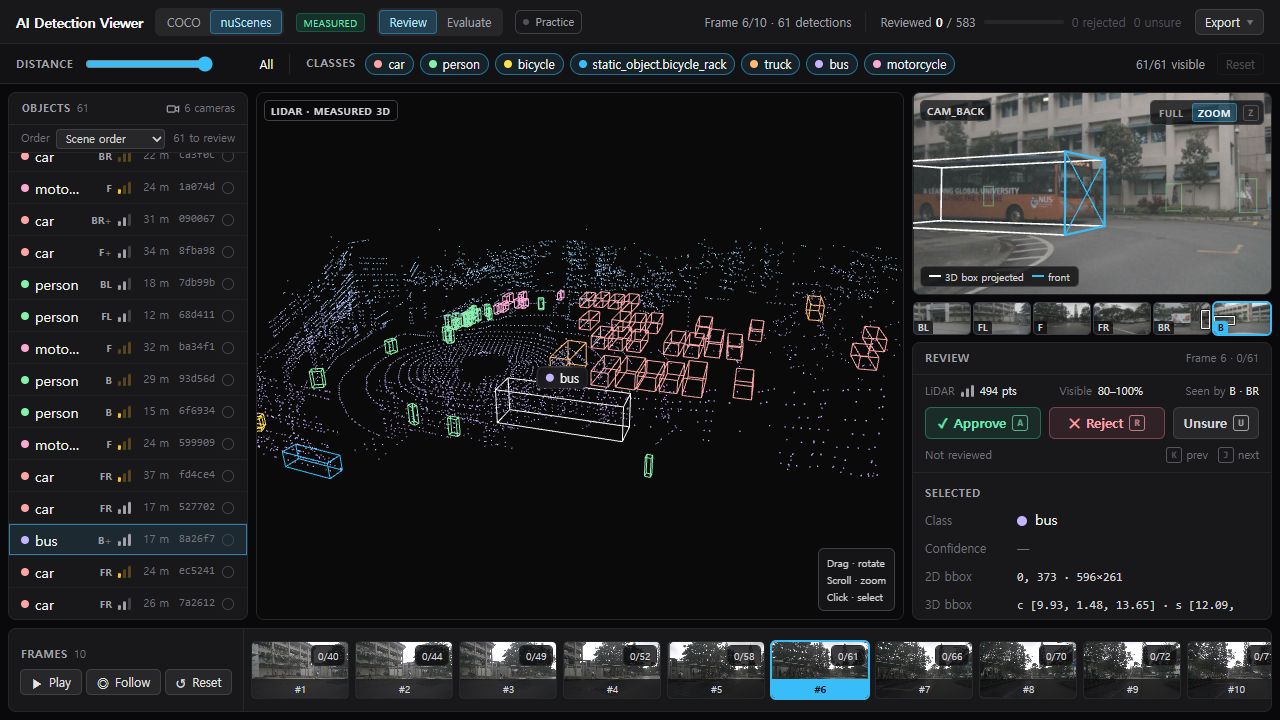 AI Detection Viewer COCO nuScenes MEASURED Review Evaluate Practice Frame 6/10 · 61 detections Reviewed 0 / 583 0 rejected 0 unsure Export
DISTANCE All CLASSES car person bicycle static_object.bicycle_rack truck bus motorcycle 61/61 visible Reset
OBJECTS 61 6 cameras
Order Scene order 61 to review
car BR 22 m ca3f0c
moto... F 24 m 1a074d
car BR+ 31 m 090067
car F+ 34 m 8fba98
person BL 18 m 7db99b
person FL 12 m 68d411
moto... F 32 m ba34f1
person B 29 m 93d56d
person B 15 m 6f6934
moto... F 24 m 599909
car FR 37 m fd4ce4
car FR 17 m 527702
bus B+ 17 m 8a26f7
car FR 24 m ec5241
car FR 26 m 7a2612
LIDAR · MEASURED 3D
bus
Drag · rotate
Scroll · zoom
Click · select
CAM_BACK FULL ZOOM Z
A LEADING GLOBAL UNIVERSITY
NUS
3D box projected front
BL FL F FR BR B
REVIEW Frame 6 · 0/61
LiDAR 494 pts Visible 80–100% Seen by B · BR
✓ Approve A ✕ Reject R Unsure U
Not reviewed K prev J next
SELECTED
Class bus
Confidence —
2D bbox 0, 373 · 596×261
3D bbox c [9.93, 1.48, 13.65] · s [12.09,
FRAMES 10
Play Follow Reset
0/40 0/44 0/49 0/52 0/58 0/61 0/66 0/70 0/72 0/7
#1 #2 #3 #4 #5 #6 #7 #8 #9 #10